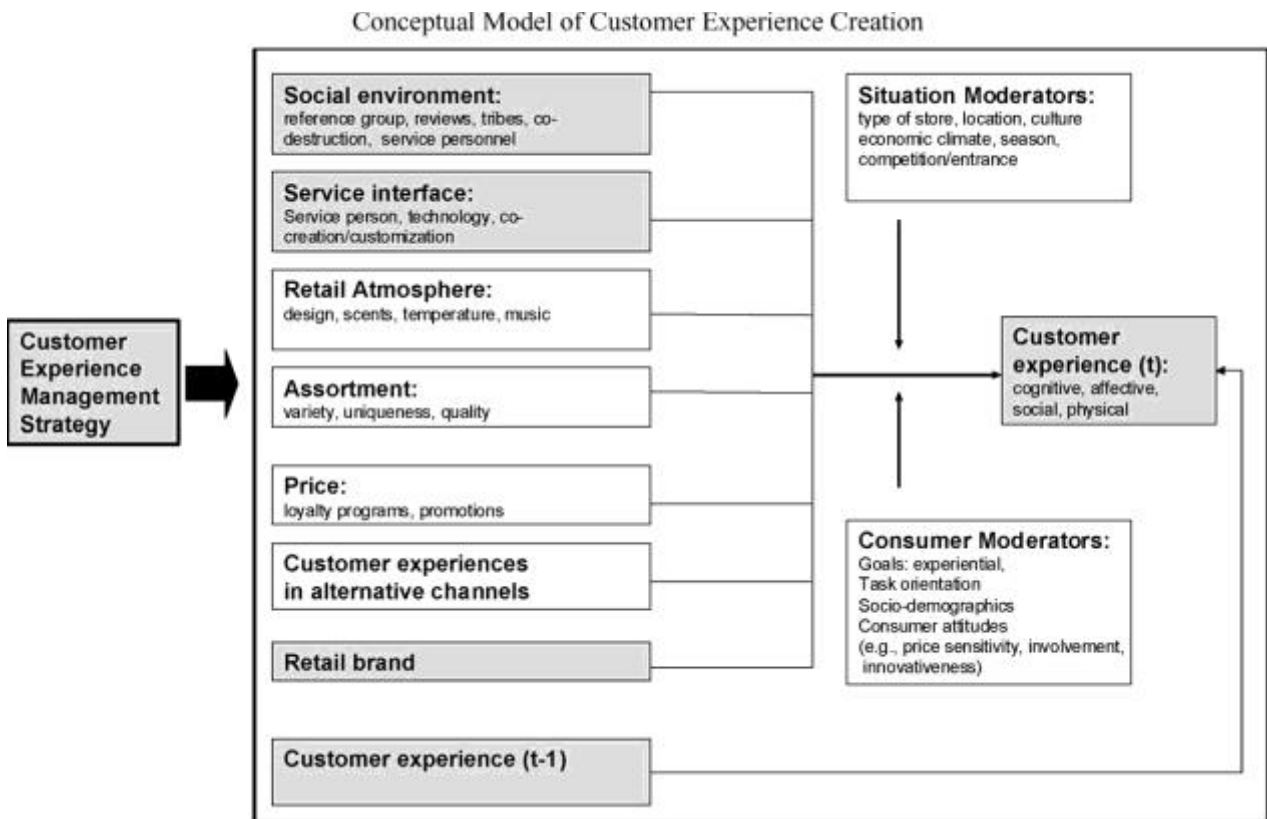 Conceptual Model of Customer Experience Creation
Social environment:
reference group, reviews, tribes, co-
destruction, service personnel
Service interface:
Service person, technology, co-
creation/customization
Retail Atmosphere:
design, scents, temperature, music
Assortment:
variety, uniqueness, quality
Price:
loyalty programs, promotions
Customer experiences
in alternative channels
Retail brand
Customer experience (t-1)
Customer
Experience
Management
Strategy
Situation Moderators:
type of store, location, culture
economic climate, season,
competition/entrance
Customer
experience (t):
cognitive, affective,
social, physical
Consumer Moderators:
Goals: experiential,
Task orientation
Socio-demographics
Consumer attitudes
(e.g., price sensitivity, involvement,
innovativeness)